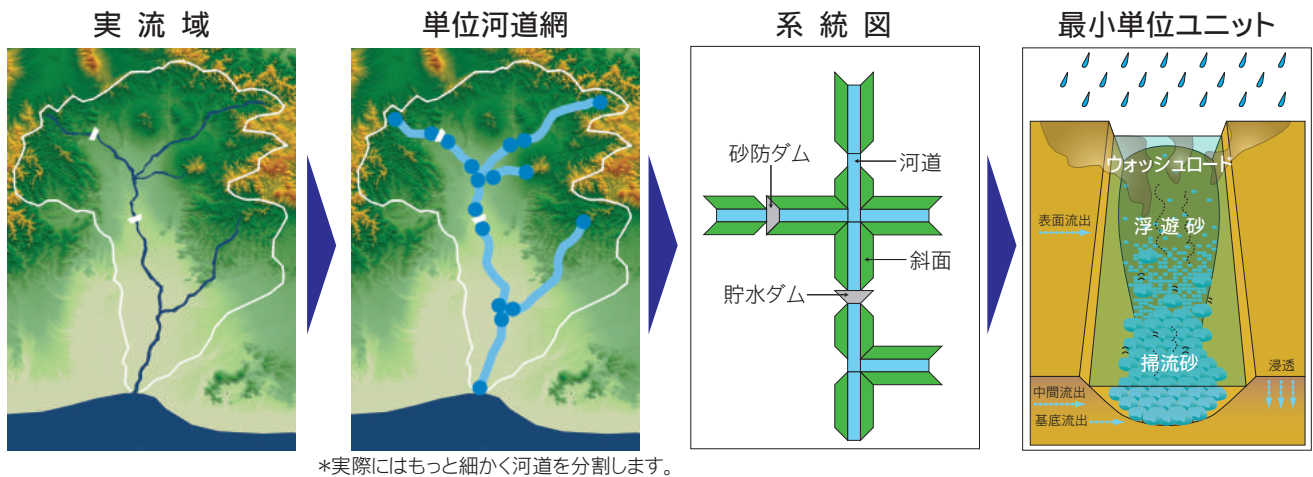 実流域
単位河道網
系統図
最小単位ユニット
砂防ダム
河道
斜面
貯水ダム
ウォッシュロード
表面流出
浮遊砂
掃流砂
浸透
中間流出
基底流出
*実際にはもっと細かく河道を分割します。